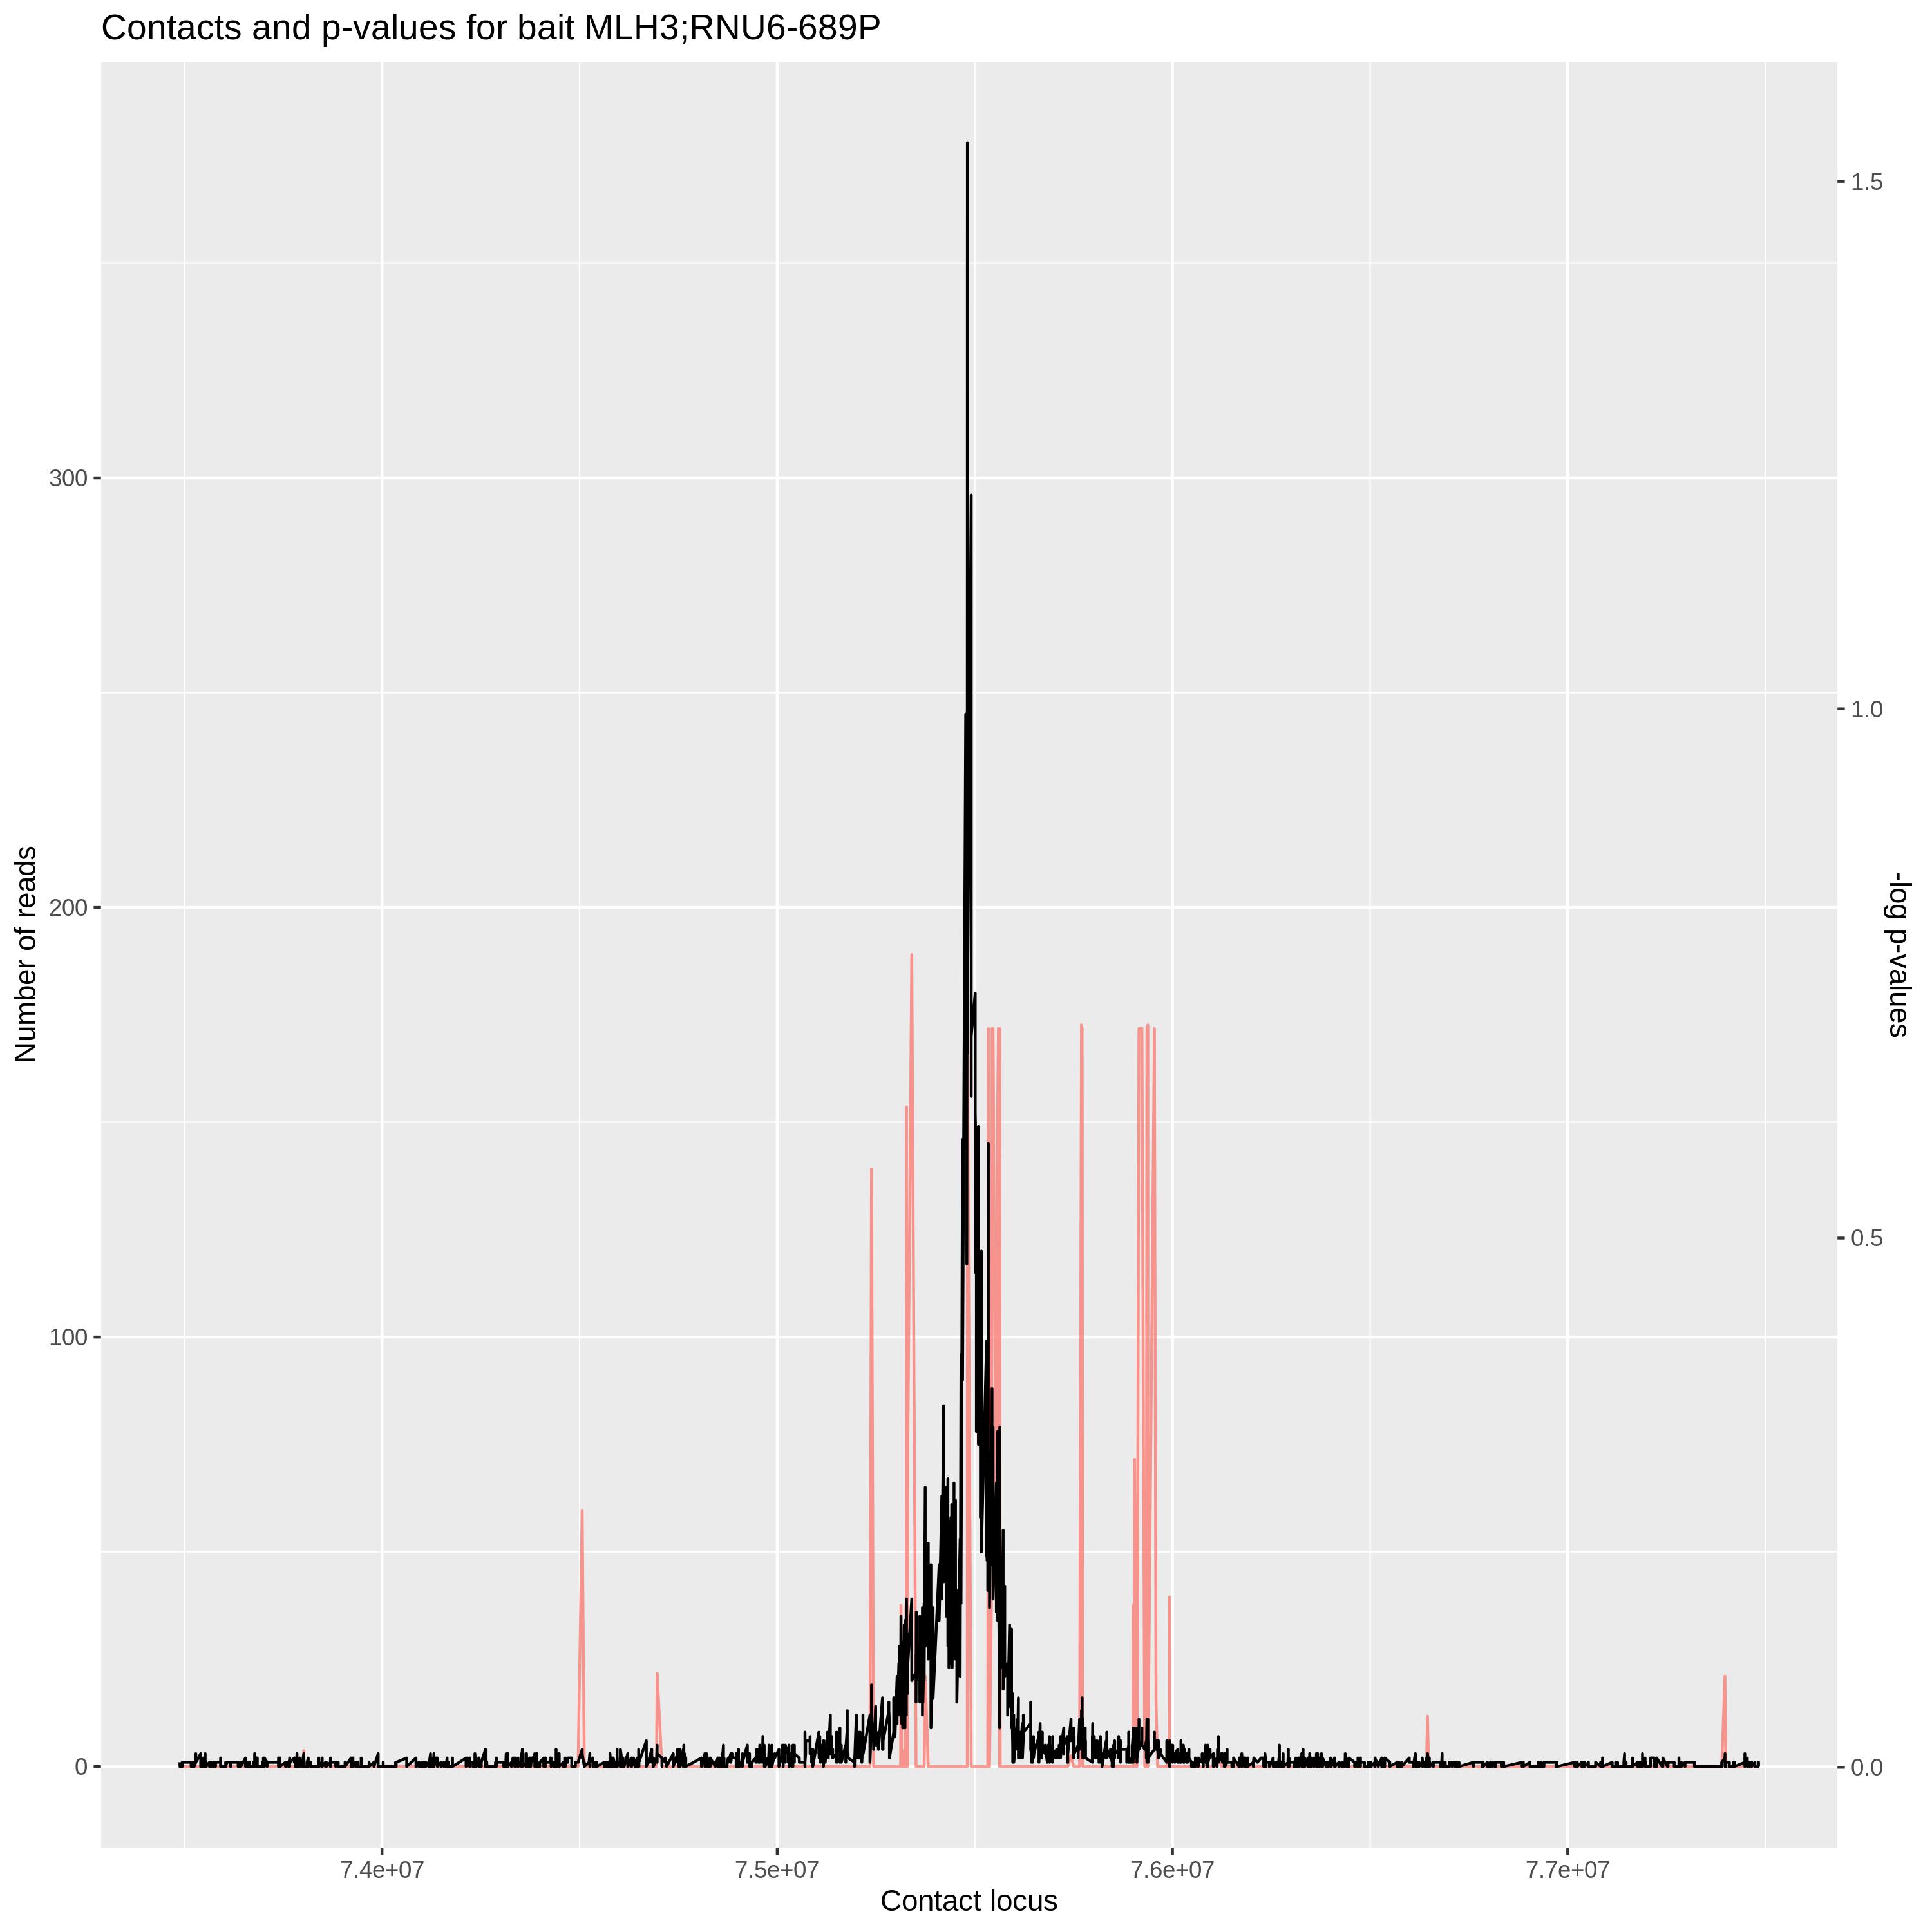 Contacts and p-values for bait MLH3;RNU6-689P
Number of reads
300
200
100
0
1.5
1.0
0.5
0.0
-log p-values
7.4e+07
7.5e+07
7.6e+07
7.7e+07
Contact locus